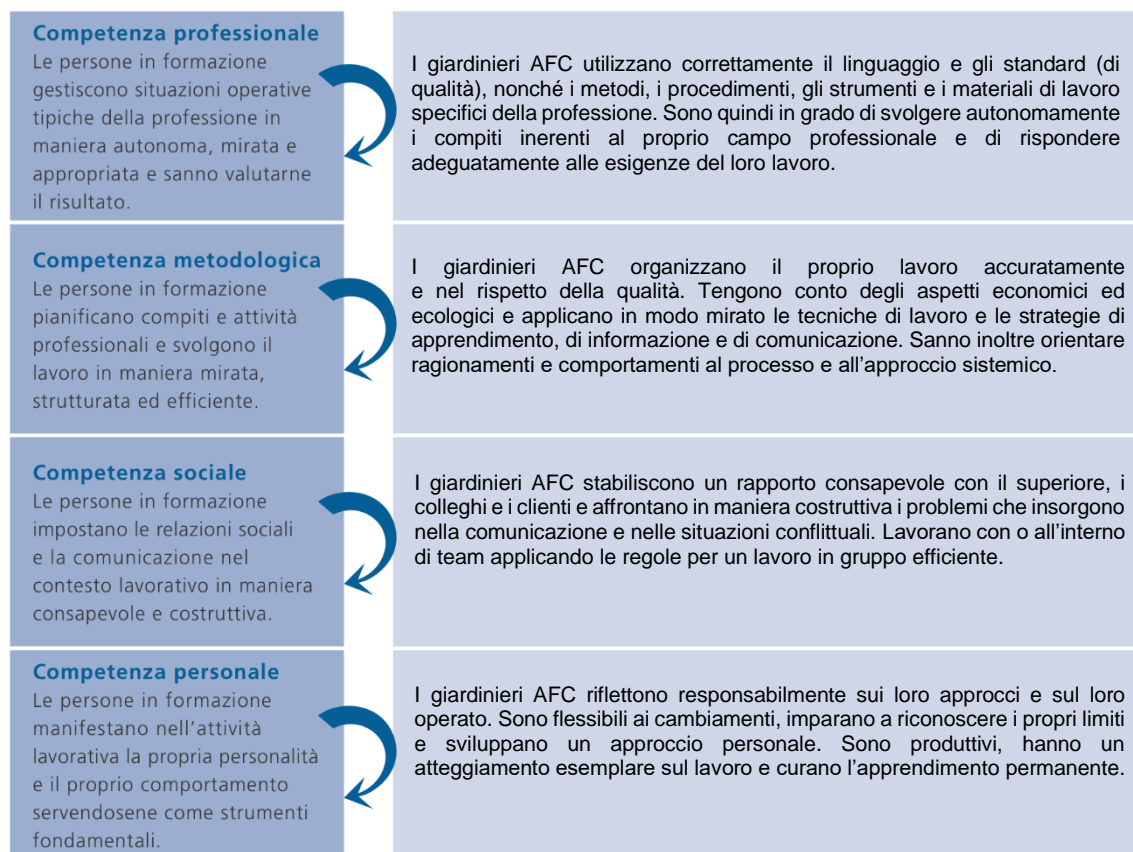 Competenza professionale
Le persone in formazione
gestiscono situazioni operative
tipiche della professione in
maniera autonoma, mirata e
appropriata e sanno valutarne
il risultato.
I giardinieri AFC utilizzano correttamente il linguaggio e gli standard (di
qualità), nonché i metodi, i procedimenti, gli strumenti e i materiali di lavoro
specifici della professione. Sono quindi in grado di svolgere autonomamente
i compiti inerenti al proprio campo professionale e di rispondere
adeguatamente alle esigenze del loro lavoro.
Competenza metodologica
Le persone in formazione
pianificano compiti e attività
professionali e svolgono il
lavoro in maniera mirata,
strutturata ed efficiente.
I giardinieri AFC organizzano il proprio lavoro accuratamente
e nel rispetto della qualità. Tengono conto degli aspetti economici ed
ecologici e applicano in modo mirato le tecniche di lavoro e le strategie di
apprendimento, di informazione e di comunicazione. Sanno inoltre orientare
ragionamenti e comportamenti al processo e all'approccio sistemico.
Competenza sociale
Le persone in formazione
impostano le relazioni sociali
e la comunicazione nel
contesto lavorativo in maniera
consapevole e costruttiva.
I giardinieri AFC stabiliscono un rapporto consapevole con il superiore, i
colleghi e i clienti e affrontano in maniera costruttiva i problemi che insorgono
nella comunicazione e nelle situazioni conflittuali. Lavorano con o all'interno
di team applicando le regole per un lavoro in gruppo efficiente.
Competenza personale
Le persone in formazione
manifestano nell'attività
lavorativa la propria personalità
e il proprio comportamento
servendosene come strumenti
fondamentali.
I giardinieri AFC riflettono responsabilmente sui loro approcci e sul loro
operato. Sono flessibili ai cambiamenti, imparano a riconoscere i propri limiti
e sviluppano un approccio personale. Sono produttivi, hanno un
atteggiamento esemplare sul lavoro e curano l'apprendimento permanente.